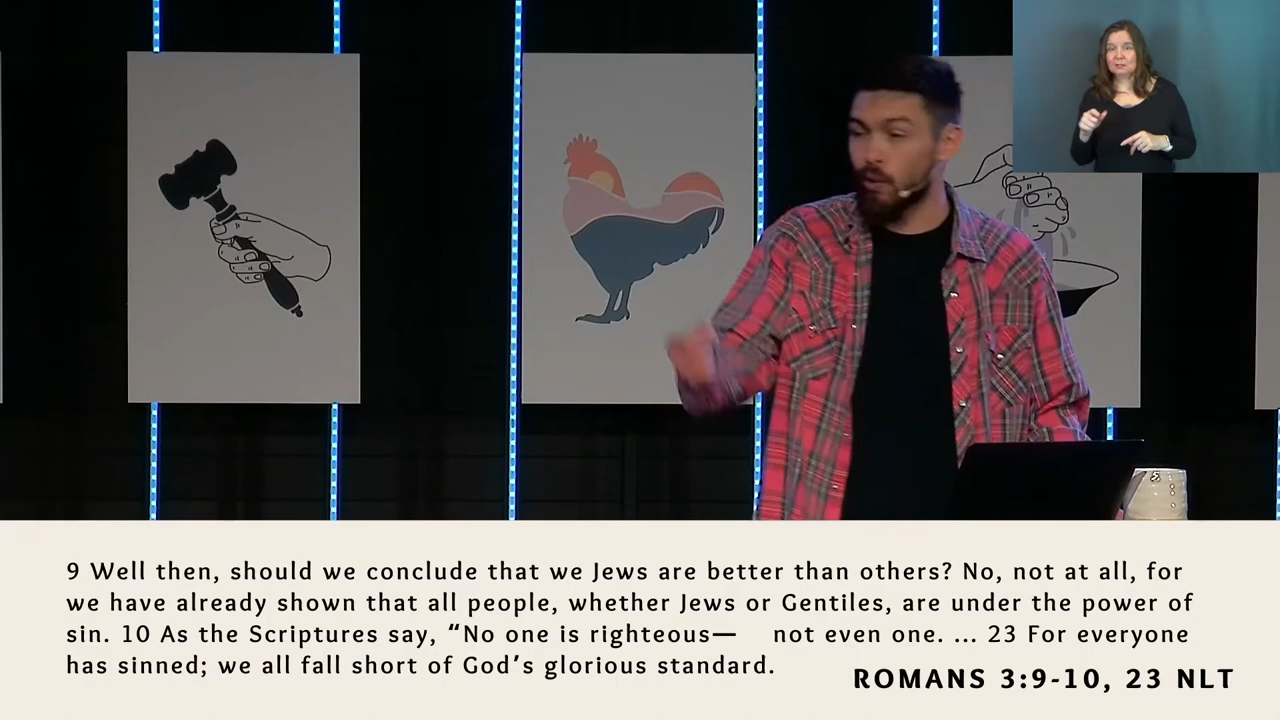 9 Well then, should we conclude that we Jews are better than others? No, not at all, for
we have already shown that all people, whether Jews or Gentiles, are under the power of
sin. 10 As the Scriptures say, “No one is righteous— not even one. ... 23 For everyone
has sinned; we all fall short of God’s glorious standard.
ROMANS 3:9-10, 23 NLT